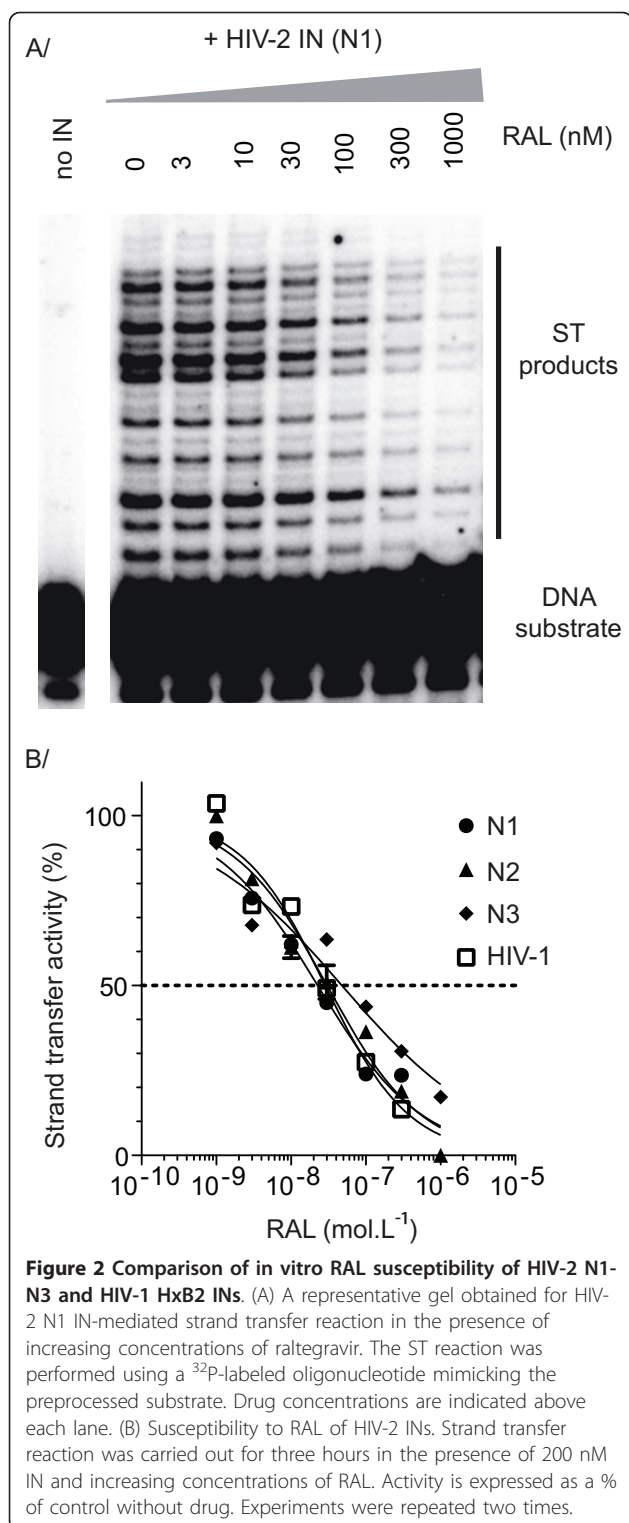 A/
+ HIV-2 IN (N1)
no IN
0
3
10
30
100
300
1000
RAL (nM)
ST
products
DNA
substrate
B/
Strand transfer activity (%)
100
50
0
N1
N2
N3
HIV-1
10⁻¹⁰
10⁻⁹
10⁻⁸
10⁻⁷
10⁻⁶
10⁻⁵
RAL (mol.L⁻¹)
Figure 2 Comparison of in vitro RAL susceptibility of HIV-2 N1-
N3 and HIV-1 HxB2 INs. (A) A representative gel obtained for HIV-
2 N1 IN-mediated strand transfer reaction in the presence of
increasing concentrations of raltegravir. The ST reaction was
performed using a ³²P-labeled oligonucleotide mimicking the
preprocessed substrate. Drug concentrations are indicated above
each lane. (B) Susceptibility to RAL of HIV-2 INs. Strand transfer
reaction was carried out for three hours in the presence of 200 nM
IN and increasing concentrations of RAL. Activity is expressed as a %
of control without drug. Experiments were repeated two times.